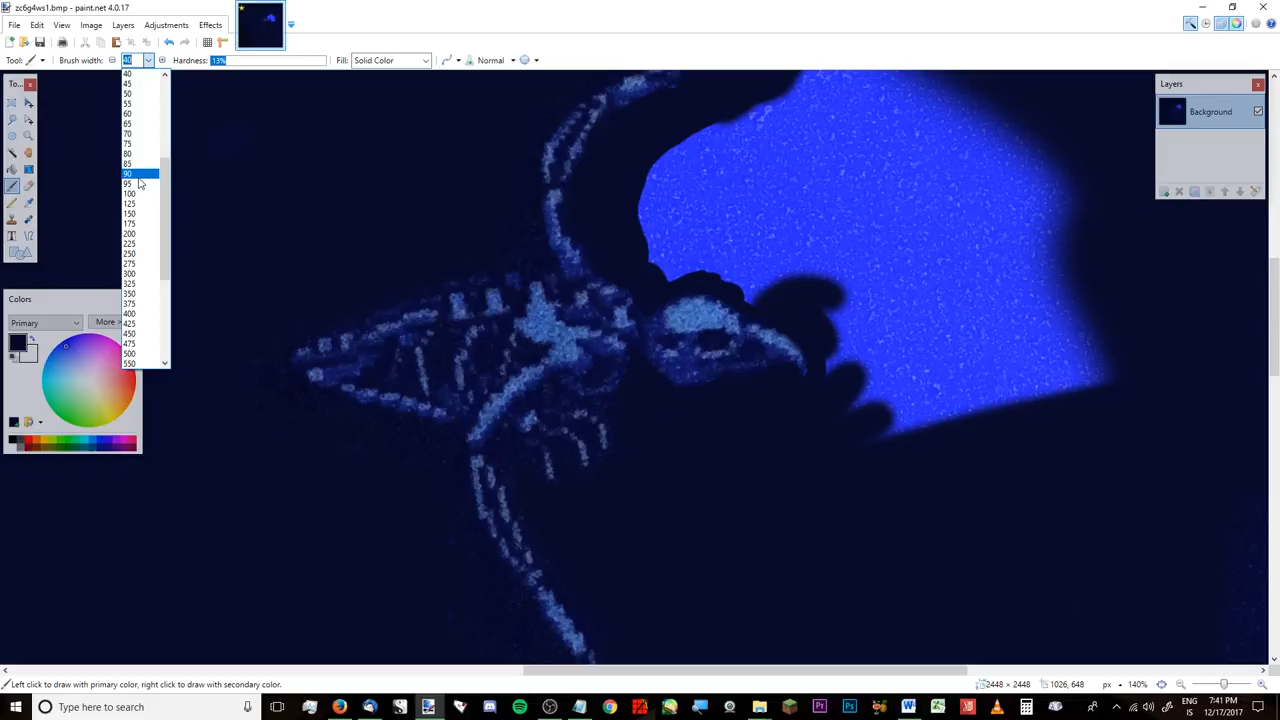 zc6g4ws1.bmp - paint.net 4.0.17
File Edit View Image Layers Adjustments Effects
Tool: Brush width: 40 Hardness: 13% Fill: Solid Color Normal
To...
40
45
50
55
60
65
70
75
80
85
90
95
100
125
150
175
200
225
250
275
300
325
350
375
400
425
450
475
500
550
Layers
Background
Colors
Primary More >
Left click to draw with primary color, right click to draw with secondary color. 2448 × 2448 1026, 648 px 140%
Type here to search
7:41 PM
IS 12/17/2017